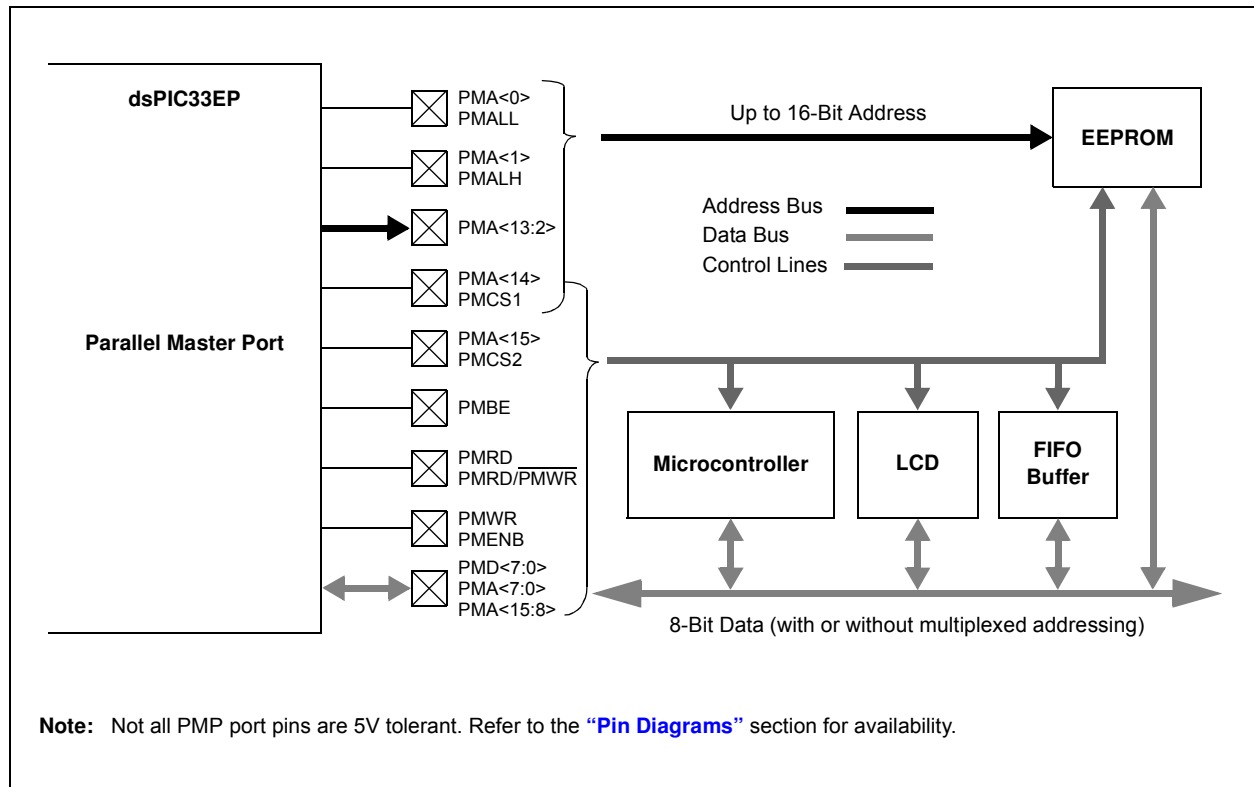 dsPIC33EP
Parallel Master Port
PMA<0>
PMALL
PMA<1>
PMALH
PMA<13:2>
PMA<14>
PMCS1
PMA<15>
PMCS2
PMBE
PMRD
PMRD/PMWR
PMWR
PMENB
PMD<7:0>
PMA<7:0>
PMA<15:8>
Up to 16-Bit Address
EEPROM
Address Bus
Data Bus
Control Lines
Microcontroller
LCD
FIFO
Buffer
8-Bit Data (with or without multiplexed addressing)
Note: Not all PMP port pins are 5V tolerant. Refer to the “Pin Diagrams” section for availability.